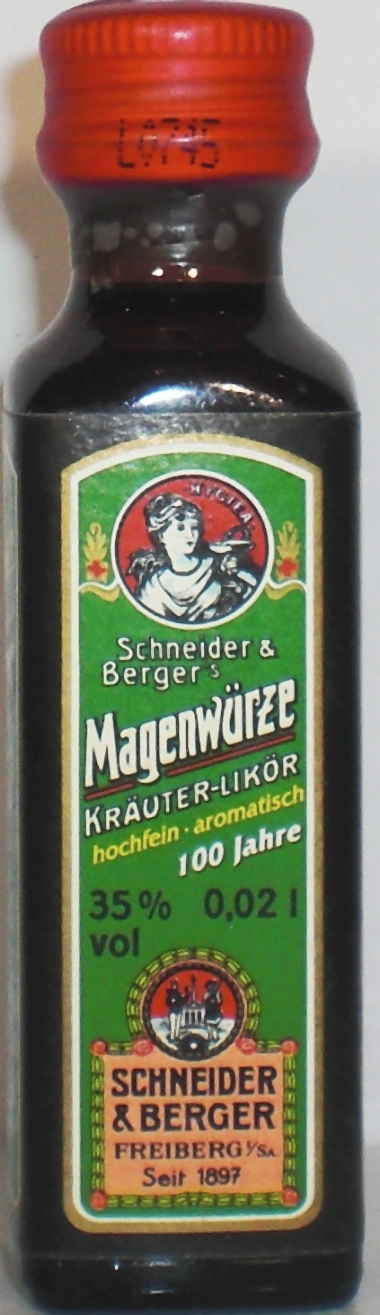 L0745
HYGIEA
Schneider &
Berger's
Magenwürze
KRÄUTER-LIKÖR
hochfein · aromatisch
100 Jahre
35% 0,02 l
vol
SCHNEIDER
& BERGER
FREIBERG i/SA.
Seit 1897